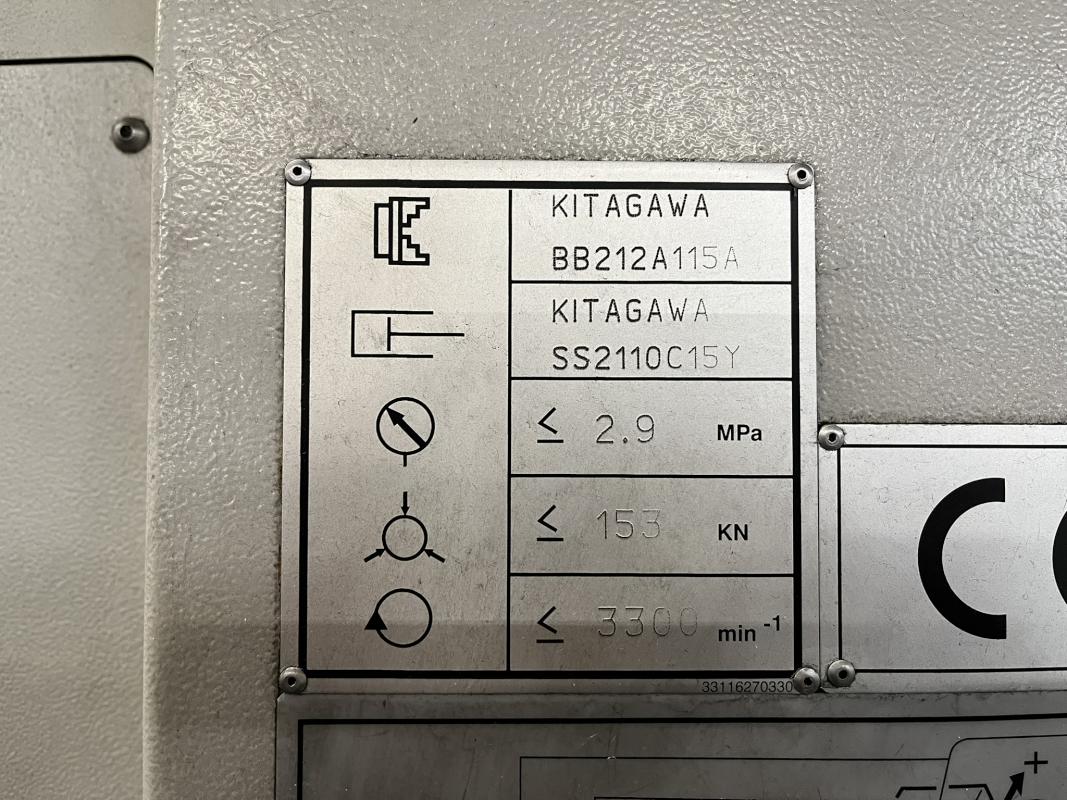 KITAGAWA
BB212A115A
KITAGAWA
SS2110C15Y
≤ 2.9 MPa
≤ 153 KN
≤ 3300 min⁻¹
33116270330
C
+